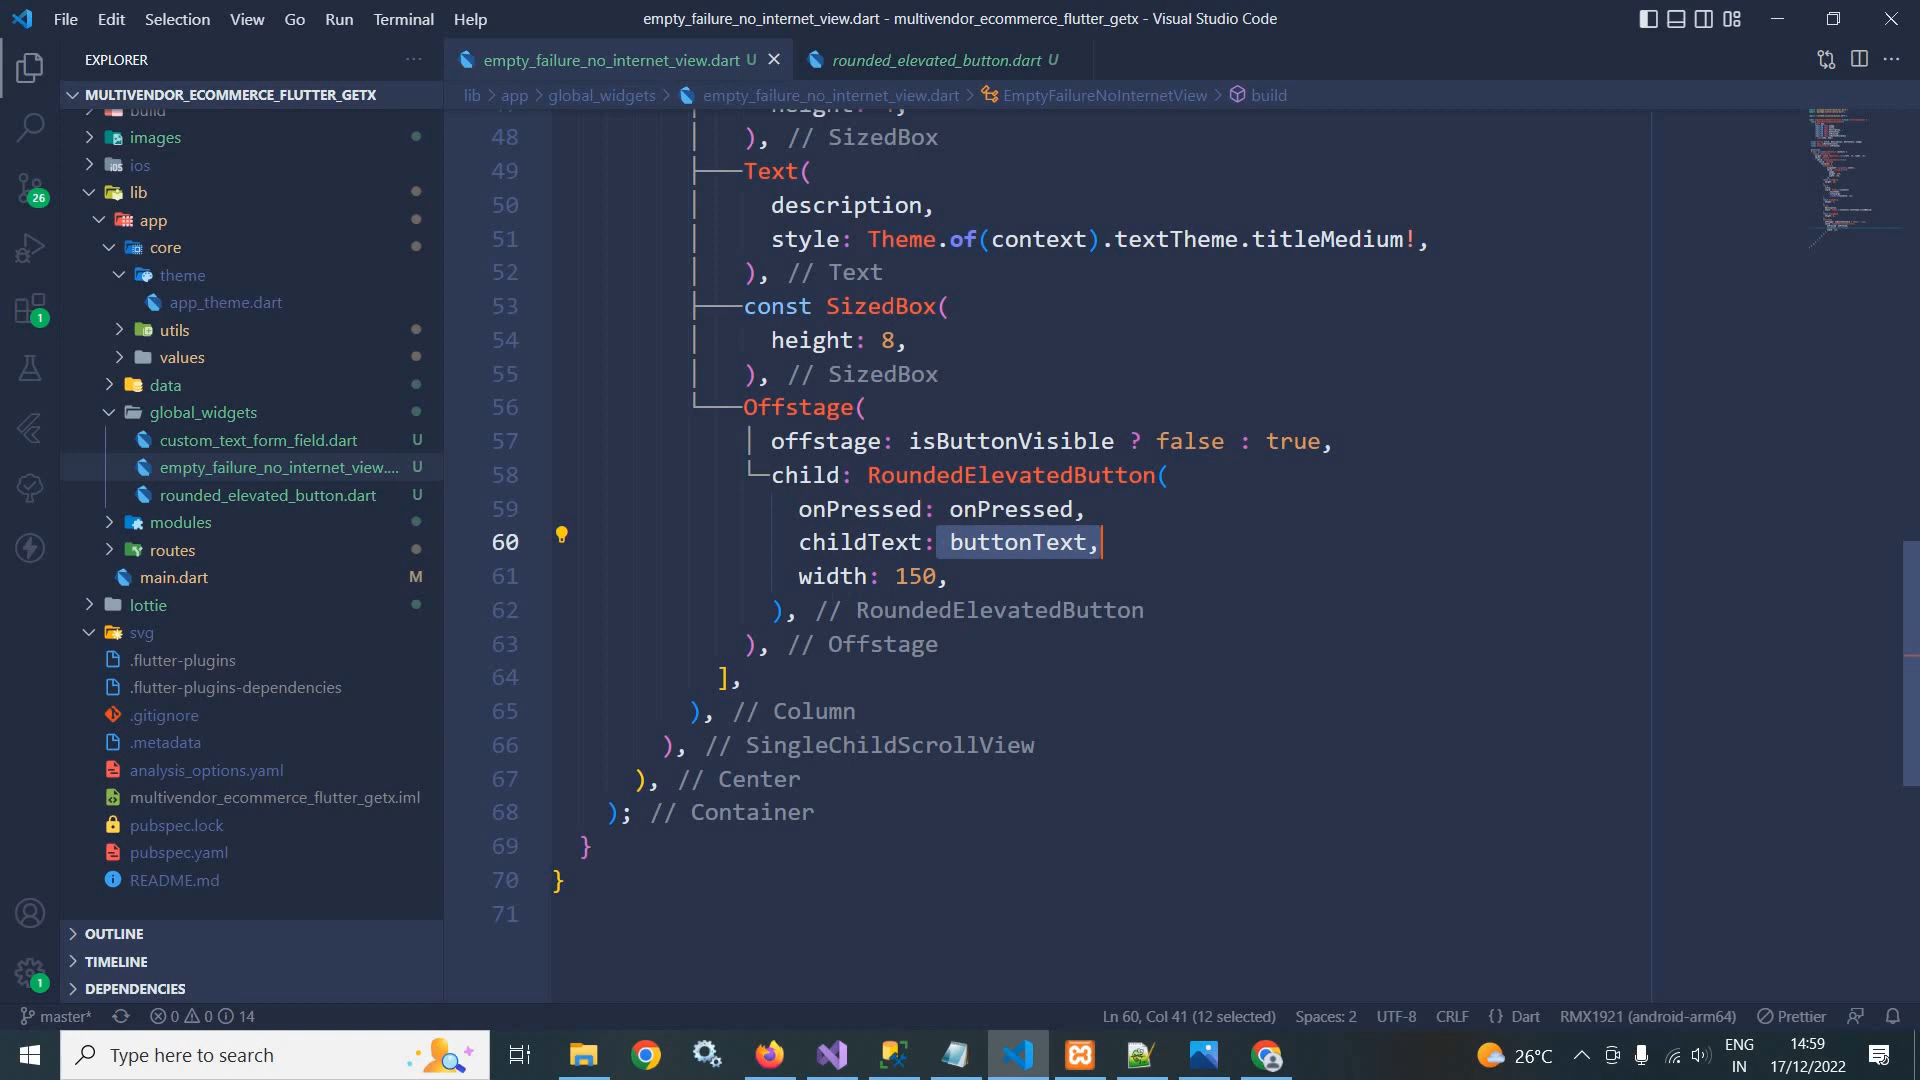 File Edit Selection View Go Run Terminal Help
empty_failure_no_internet_view.dart - multivendor_ecommerce_flutter_getx - Visual Studio Code
EXPLORER
empty_failure_no_internet_view.dart U
rounded_elevated_button.dart U
MULTIVENDOR_ECOMMERCE_FLUTTER_GETX
lib > app > global_widgets > empty_failure_no_internet_view.dart > EmptyFailureNoInternetView > build
build
images
ios
lib
app
core
theme
app_theme.dart
utils
values
data
global_widgets
custom_text_form_field.dart U
empty_failure_no_internet_view.... U
rounded_elevated_button.dart U
modules
routes
main.dart M
lottie
svg
.flutter-plugins
.flutter-plugins-dependencies
.gitignore
.metadata
analysis_options.yaml
multivendor_ecommerce_flutter_getx.iml
pubspec.lock
pubspec.yaml
README.md
OUTLINE
TIMELINE
DEPENDENCIES
26
1
1
48 ), // SizedBox
49 Text(
50 description,
51 style: Theme.of(context).textTheme.titleMedium!,
52 ), // Text
53 const SizedBox(
54 height: 8,
55 ), // SizedBox
56 Offstage(
57 offstage: isButtonVisible ? false : true,
58 child: RoundedElevatedButton(
59 onPressed: onPressed,
60 childText: buttonText,
61 width: 150,
62 ), // RoundedElevatedButton
63 ), // Offstage
64 ],
65 ), // Column
66 ), // SingleChildScrollView
67 ), // Center
68 ); // Container
69 }
70 }
71
master* 0 0 14
Ln 60, Col 41 (12 selected) Spaces: 2 UTF-8 CRLF {} Dart RMX1921 (android-arm64) Prettier
Type here to search
26°C
ENG
IN
14:59
17/12/2022